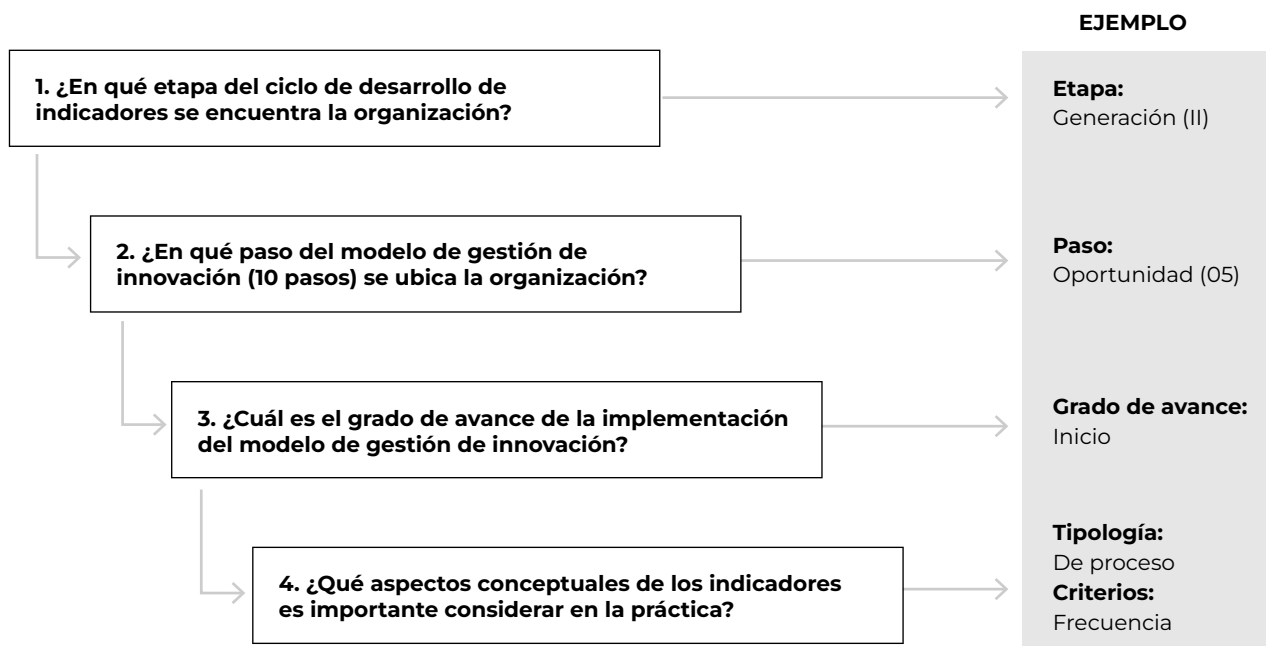 EJEMPLO
1. ¿En qué etapa del ciclo de desarrollo de
indicadores se encuentra la organización?
Etapa:
Generación (II)
2. ¿En qué paso del modelo de gestión de
innovación (10 pasos) se ubica la organización?
Paso:
Oportunidad (05)
3. ¿Cuál es el grado de avance de la implementación
del modelo de gestión de innovación?
Grado de avance:
Inicio
4. ¿Qué aspectos conceptuales de los indicadores
es importante considerar en la práctica?
Tipología:
De proceso
Criterios:
Frecuencia